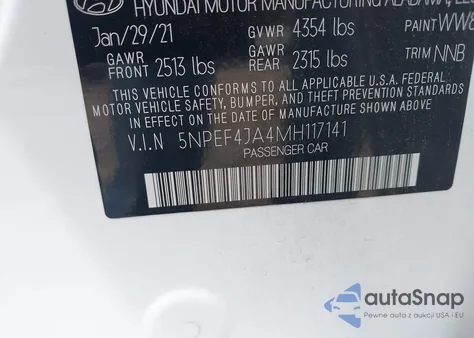 HYUNDAI MOTOR MANUFACTURING ALABAMA, LLC
Jan/29/21 GVWR 4354 lbs PAINT WW8
GAWR FRONT 2513 lbs GAWR REAR 2315 lbs TRIM NNB
THIS VEHICLE CONFORMS TO ALL APPLICABLE U.S.A. FEDERAL
MOTOR VEHICLE SAFETY, BUMPER, AND THEFT PREVENTION STANDARDS
IN EFFECT ON THE DATE OF MANUFACTURE SHOWN ABOVE.
V.I.N 5NPEF4JA4MH117141
PASSENGER CAR
autoSnap
Pewne auta z aukcji USA i EU